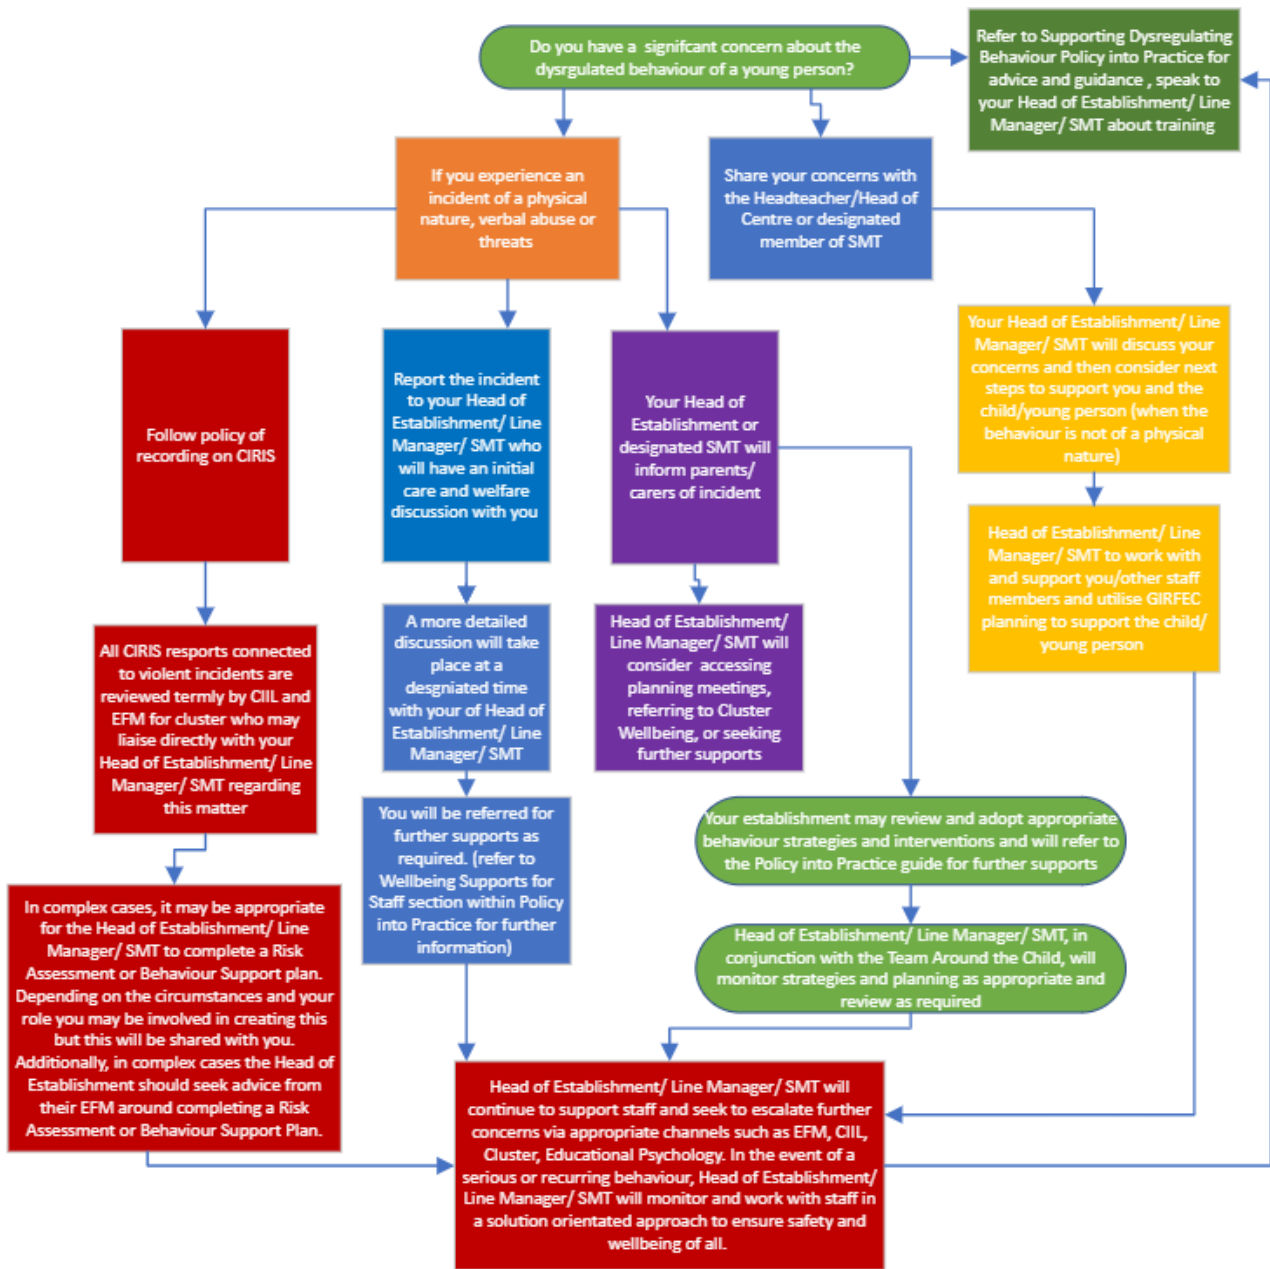 Do you have a signifcant concern about the
dysrgulated behaviour of a young person?
Refer to Supporting Dysregulating
Behaviour Policy into Practice for
advice and guidance , speak to
your Head of Establishment/ Line
Manager/ SMT about training
If you experience an
incident of a physical
nature, verbal abuse or
threats
Share your concerns with
the Headteacher/Head of
Centre or designated
member of SMT
Follow policy of
recording on CIRIS
Report the incident
to your Head of
Establishment/ Line
Manager/ SMT who
will have an initial
care and welfare
discussion with you
Your Head of
Establishment or
designated SMT will
inform parents/
carers of incident
Your Head of Establishment/ Line
Manager/ SMT will discuss your
concerns and then consider next
steps to support you and the
child/young person (when the
behaviour is not of a physical
nature)
Head of Establishment/ Line
Manager/ SMT to work with
and support you/other staff
members and utilise GIRFEC
planning to support the child/
young person
All CIRIS resports connected
to violent incidents are
reviewed termly by CIIL and
EFM for cluster who may
liaise directly with your
Head of Establishment/ Line
Manager/ SMT regarding
this matter
A more detailed
discussion will take
place at a
desgniated time
with your of Head of
Establishment/ Line
Manager/ SMT
Head of Establishment/
Line Manager/ SMT will
consider accessing
planning meetings,
referring to Cluster
Wellbeing, or seeking
further supports
You will be referred for
further supports as
required. (refer to
Wellbeing Supports for
Staff section within Policy
into Practice for further
information)
Your establishment may review and adopt appropriate
behaviour strategies and interventions and will refer to
the Policy into Practice guide for further supports
Head of Establishment/ Line Manager/ SMT, in
conjunction with the Team Around the Child, will
monitor strategies and planning as appropriate and
review as required
In complex cases, it may be appropriate
for the Head of Establishment/ Line
Manager/ SMT to complete a Risk
Assessment or Behaviour Support plan.
Depending on the circumstances and your
role you may be involved in creating this
but this will be shared with you.
Additionally, in complex cases the Head of
Establishment should seek advice from
their EFM around completing a Risk
Assessment or Behaviour Support Plan.
Head of Establishment/ Line Manager/ SMT will
continue to support staff and seek to escalate further
concerns via appropriate channels such as EFM, CIIL,
Cluster, Educational Psychology. In the event of a
serious or recurring behaviour, Head of Establishment/
Line Manager/ SMT will monitor and work with staff in
a solution orientated approach to ensure safety and
wellbeing of all.